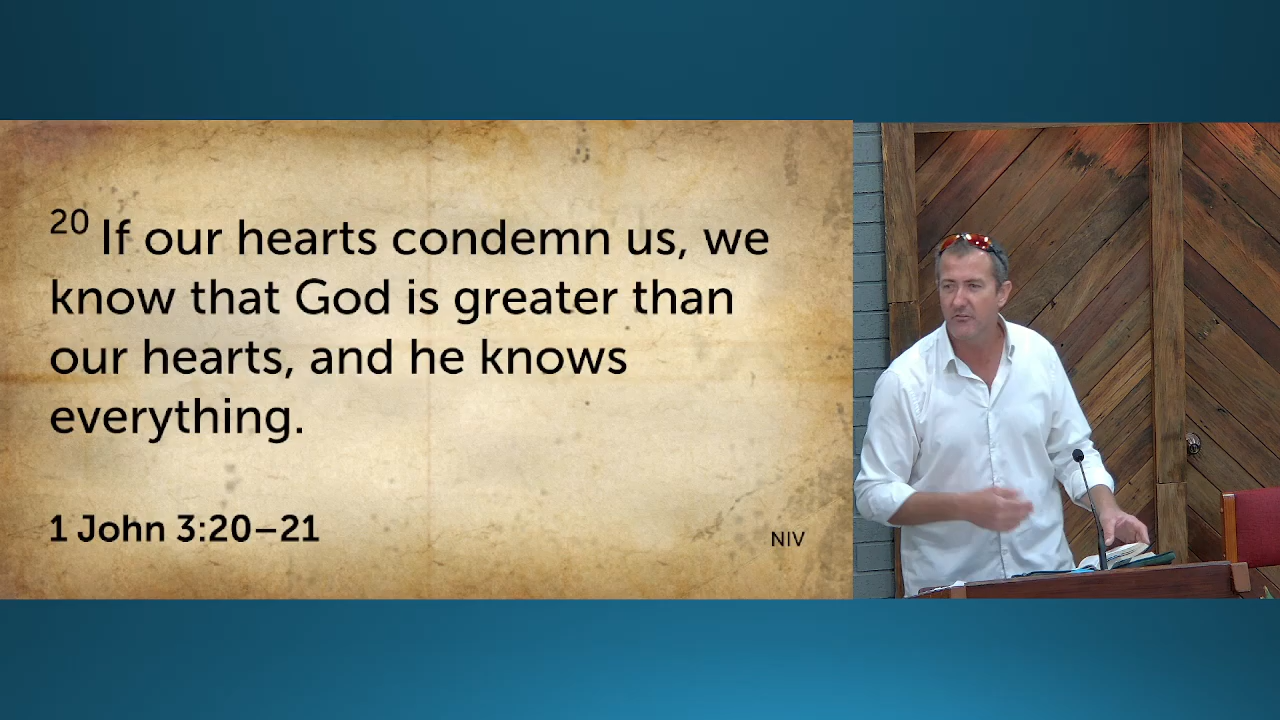 20 If our hearts condemn us, we
know that God is greater than
our hearts, and he knows
everything.
1 John 3:20–21
NIV